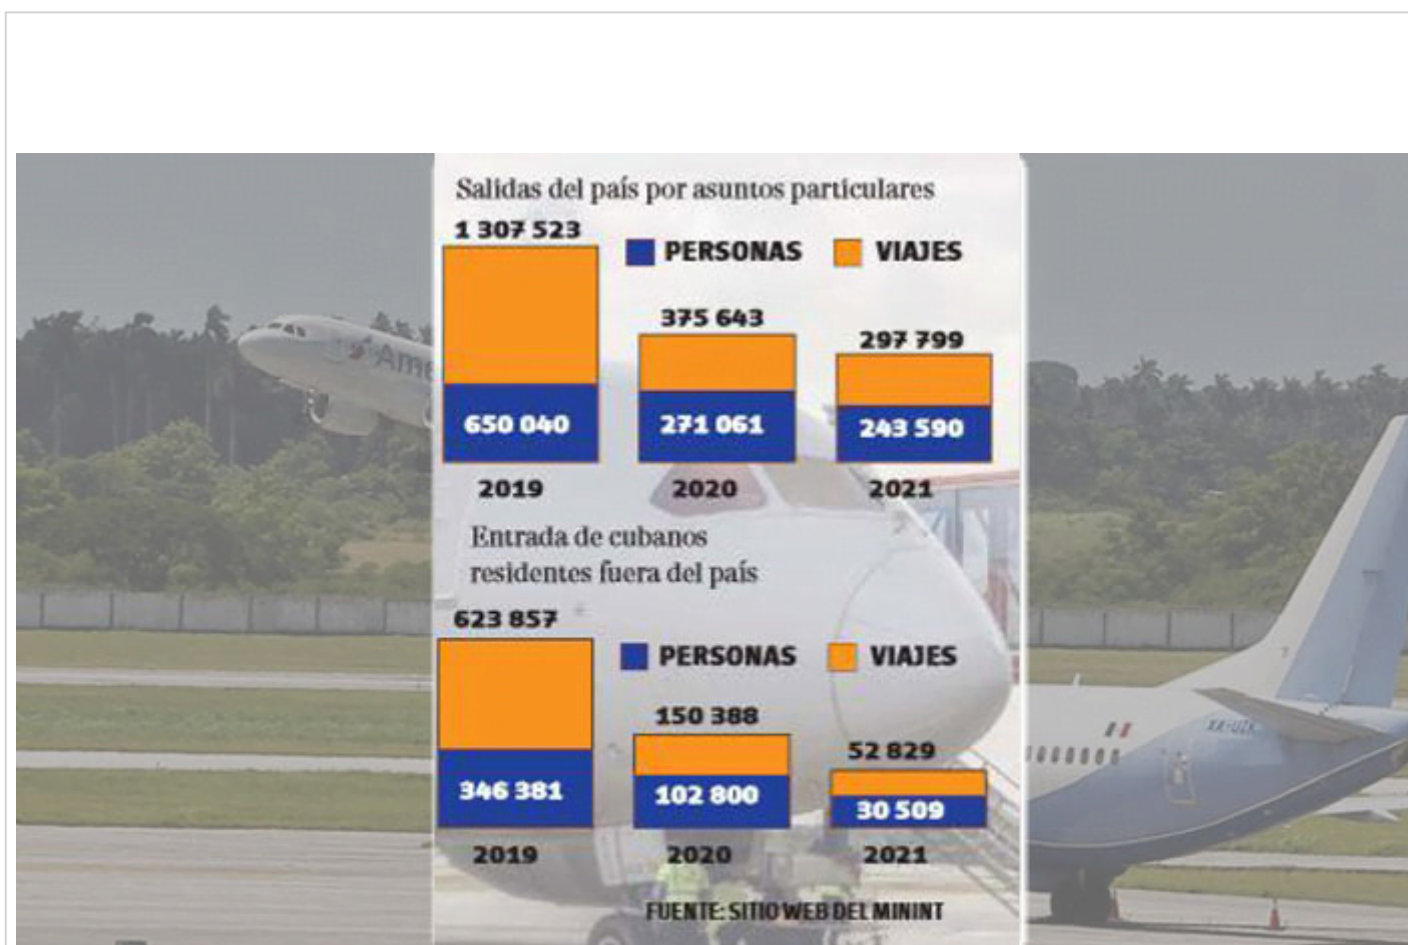 Salidas del país por asuntos particulares
1 307 523
PERSONAS VIAJES
375 643
297 799
650 040
271 061
243 590
2019
2020
2021
Entrada de cubanos
residentes fuera del país
623 857
PERSONAS VIAJES
150 388
52 829
346 381
102 800
30 509
2019
2020
2021
FUENTE: SITIO WEB DEL MININT
Ame